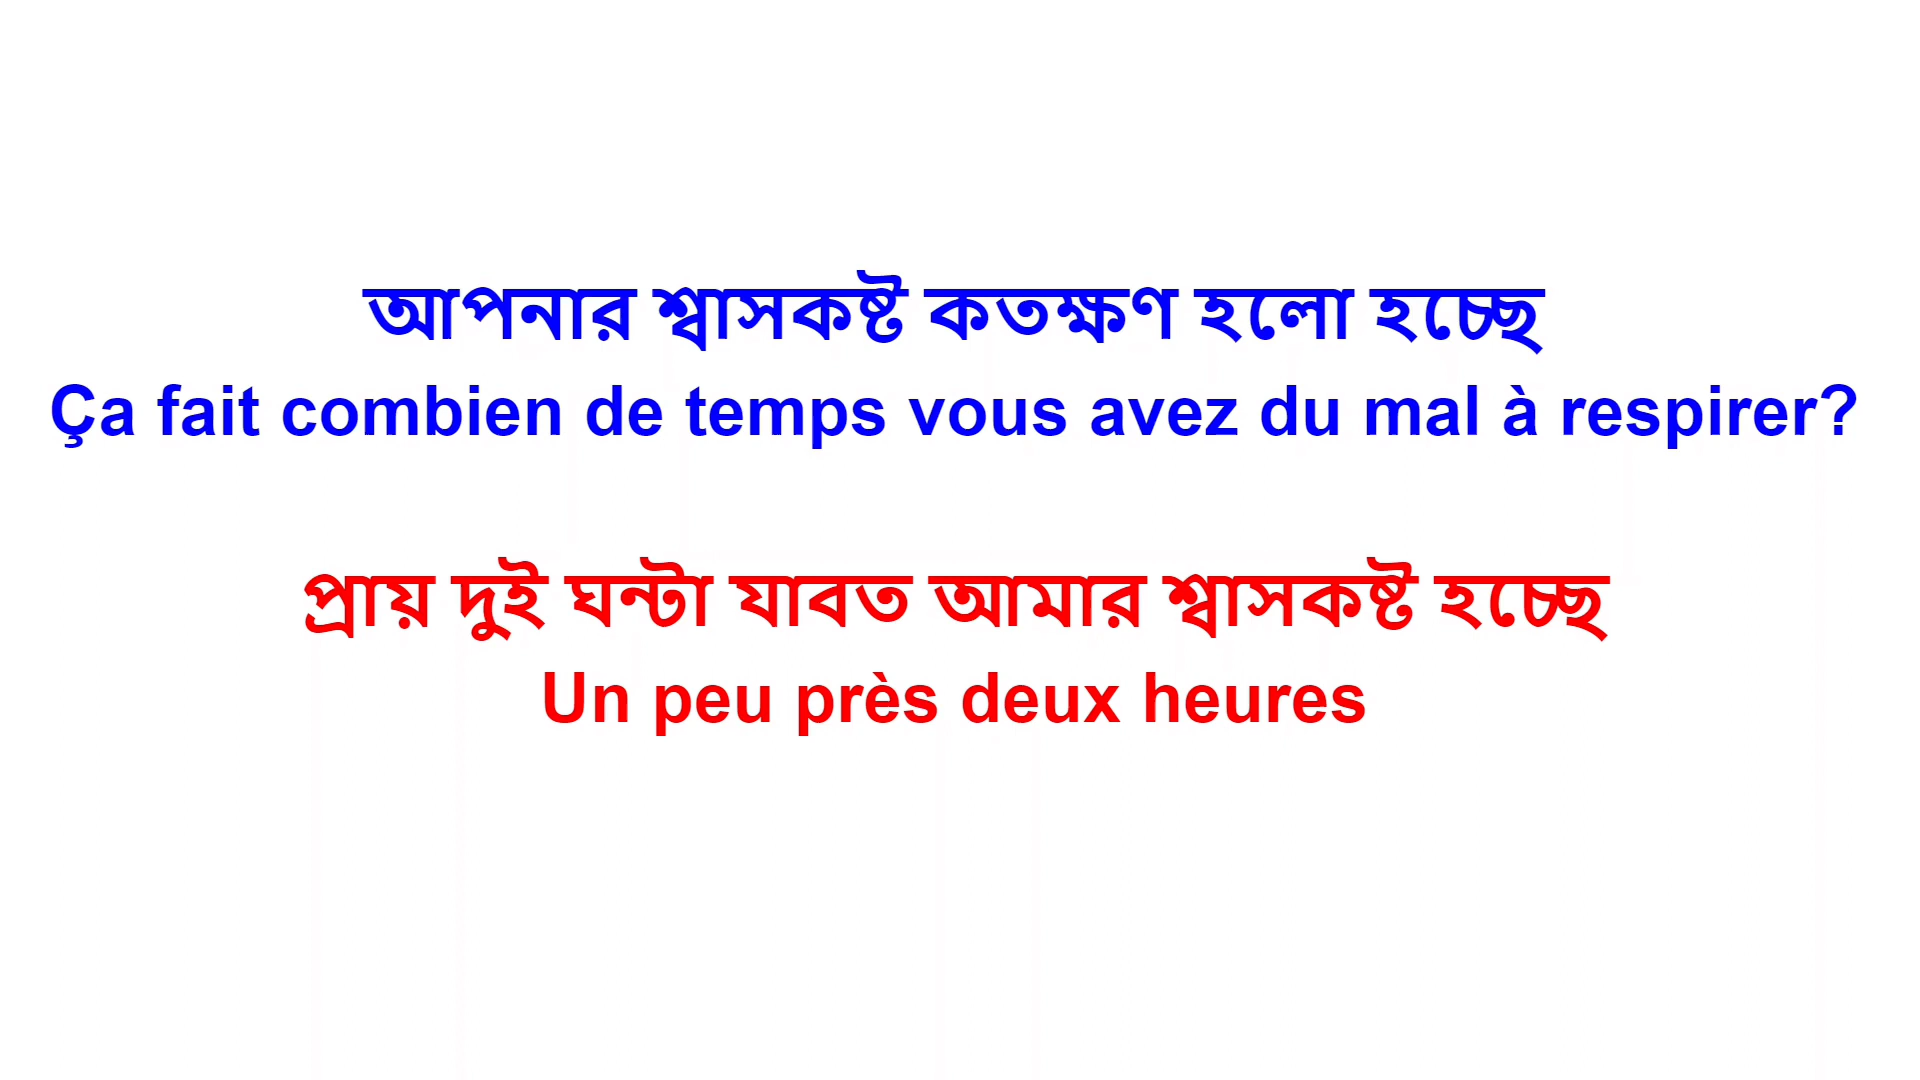 আপনার শ্বাসকষ্ট কতক্ষণ হলো হচ্ছে
Ça fait combien de temps vous avez du mal à respirer?
প্রায় দুই ঘন্টা যাবত আমার শ্বাসকষ্ট হচ্ছে
Un peu près deux heures